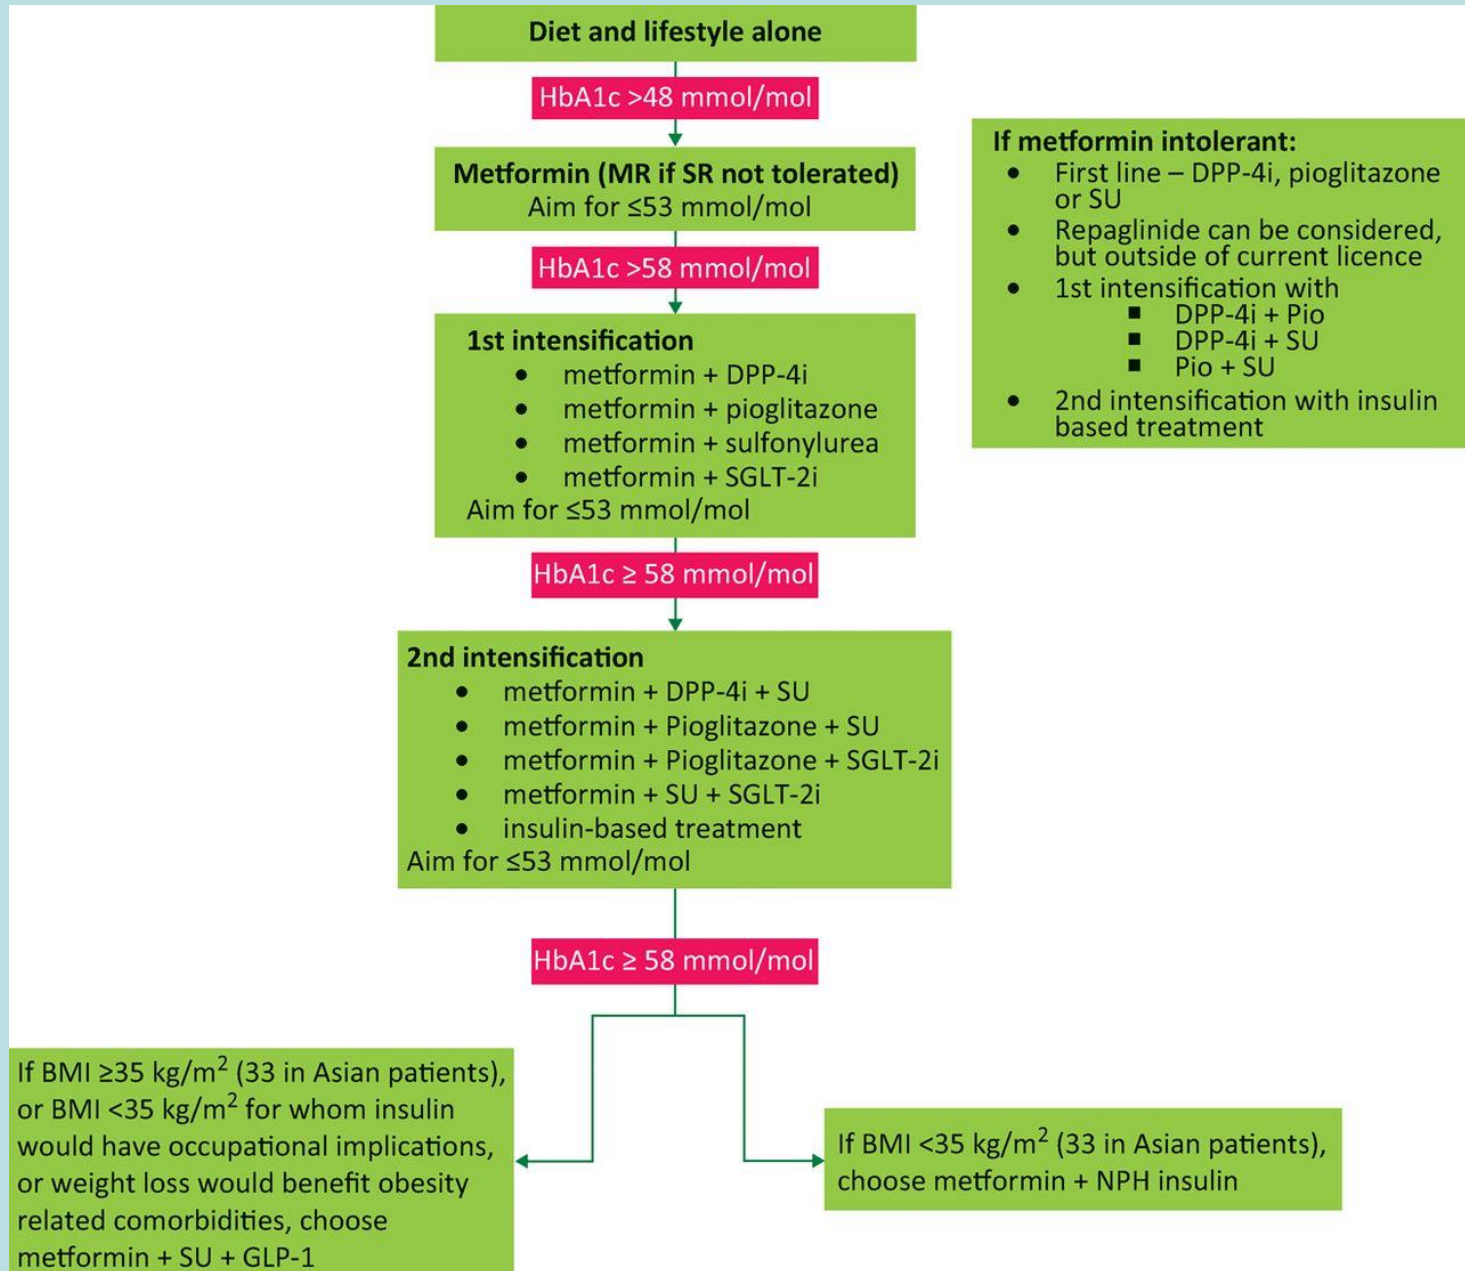 Diet and lifestyle alone
HbA1c >48 mmol/mol
Metformin (MR if SR not tolerated)
Aim for ≤53 mmol/mol
HbA1c >58 mmol/mol
1st intensification
• metformin + DPP-4i
• metformin + pioglitazone
• metformin + sulfonylurea
• metformin + SGLT-2i
Aim for ≤53 mmol/mol
HbA1c ≥ 58 mmol/mol
2nd intensification
• metformin + DPP-4i + SU
• metformin + Pioglitazone + SU
• metformin + Pioglitazone + SGLT-2i
• metformin + SU + SGLT-2i
• insulin-based treatment
Aim for ≤53 mmol/mol
HbA1c ≥ 58 mmol/mol
If BMI ≥35 kg/m² (33 in Asian patients),
or BMI <35 kg/m² for whom insulin
would have occupational implications,
or weight loss would benefit obesity
related comorbidities, choose
metformin + SU + GLP-1
If BMI <35 kg/m² (33 in Asian patients),
choose metformin + NPH insulin
If metformin intolerant:
• First line – DPP-4i, pioglitazone
or SU
• Repaglinide can be considered,
but outside of current licence
• 1st intensification with
▪ DPP-4i + Pio
▪ DPP-4i + SU
▪ Pio + SU
• 2nd intensification with insulin
based treatment